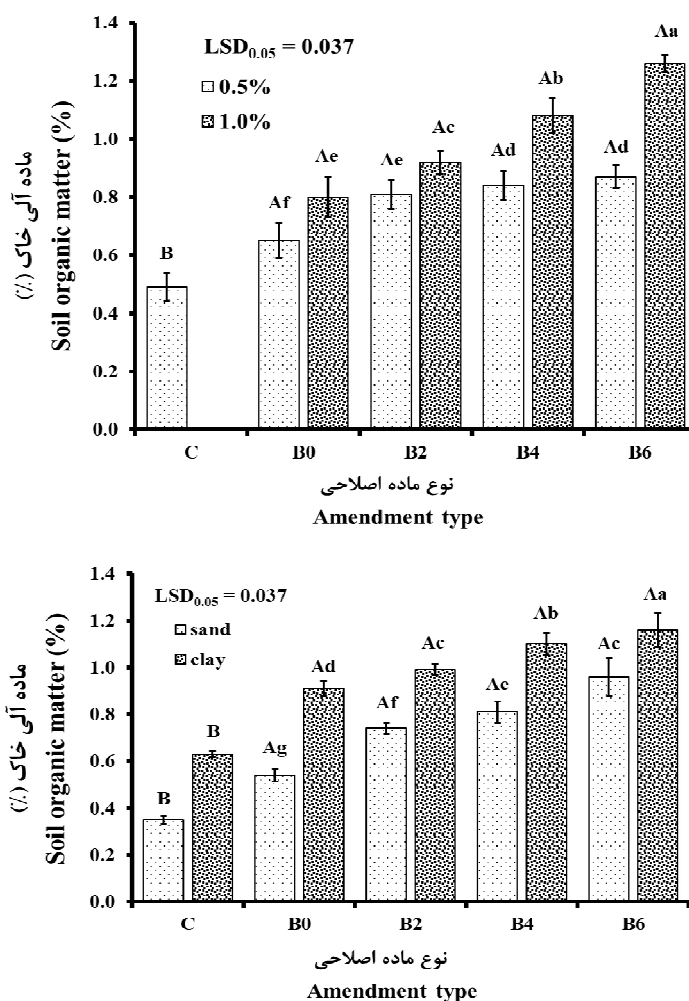 1.4
LSD0.05 = 0.037
0.5%
1.0%
1.2
1.0
0.8
0.6
0.4
0.2
0.0
B
Af
Ae
Ae
Ac
Ad
Ab
Ad
Aa
C
B0
B2
B4
B6
ماده آلی خاک (٪)
Soil organic matter (%)
نوع ماده اصلاحی
Amendment type
1.4
LSD0.05 = 0.037
sand
clay
1.2
1.0
0.8
0.6
0.4
0.2
0.0
B
B
Ag
Ad
Af
Ac
Ae
Ab
Ac
Aa
C
B0
B2
B4
B6
ماده آلی خاک (٪)
Soil organic matter (%)
نوع ماده اصلاحی
Amendment type